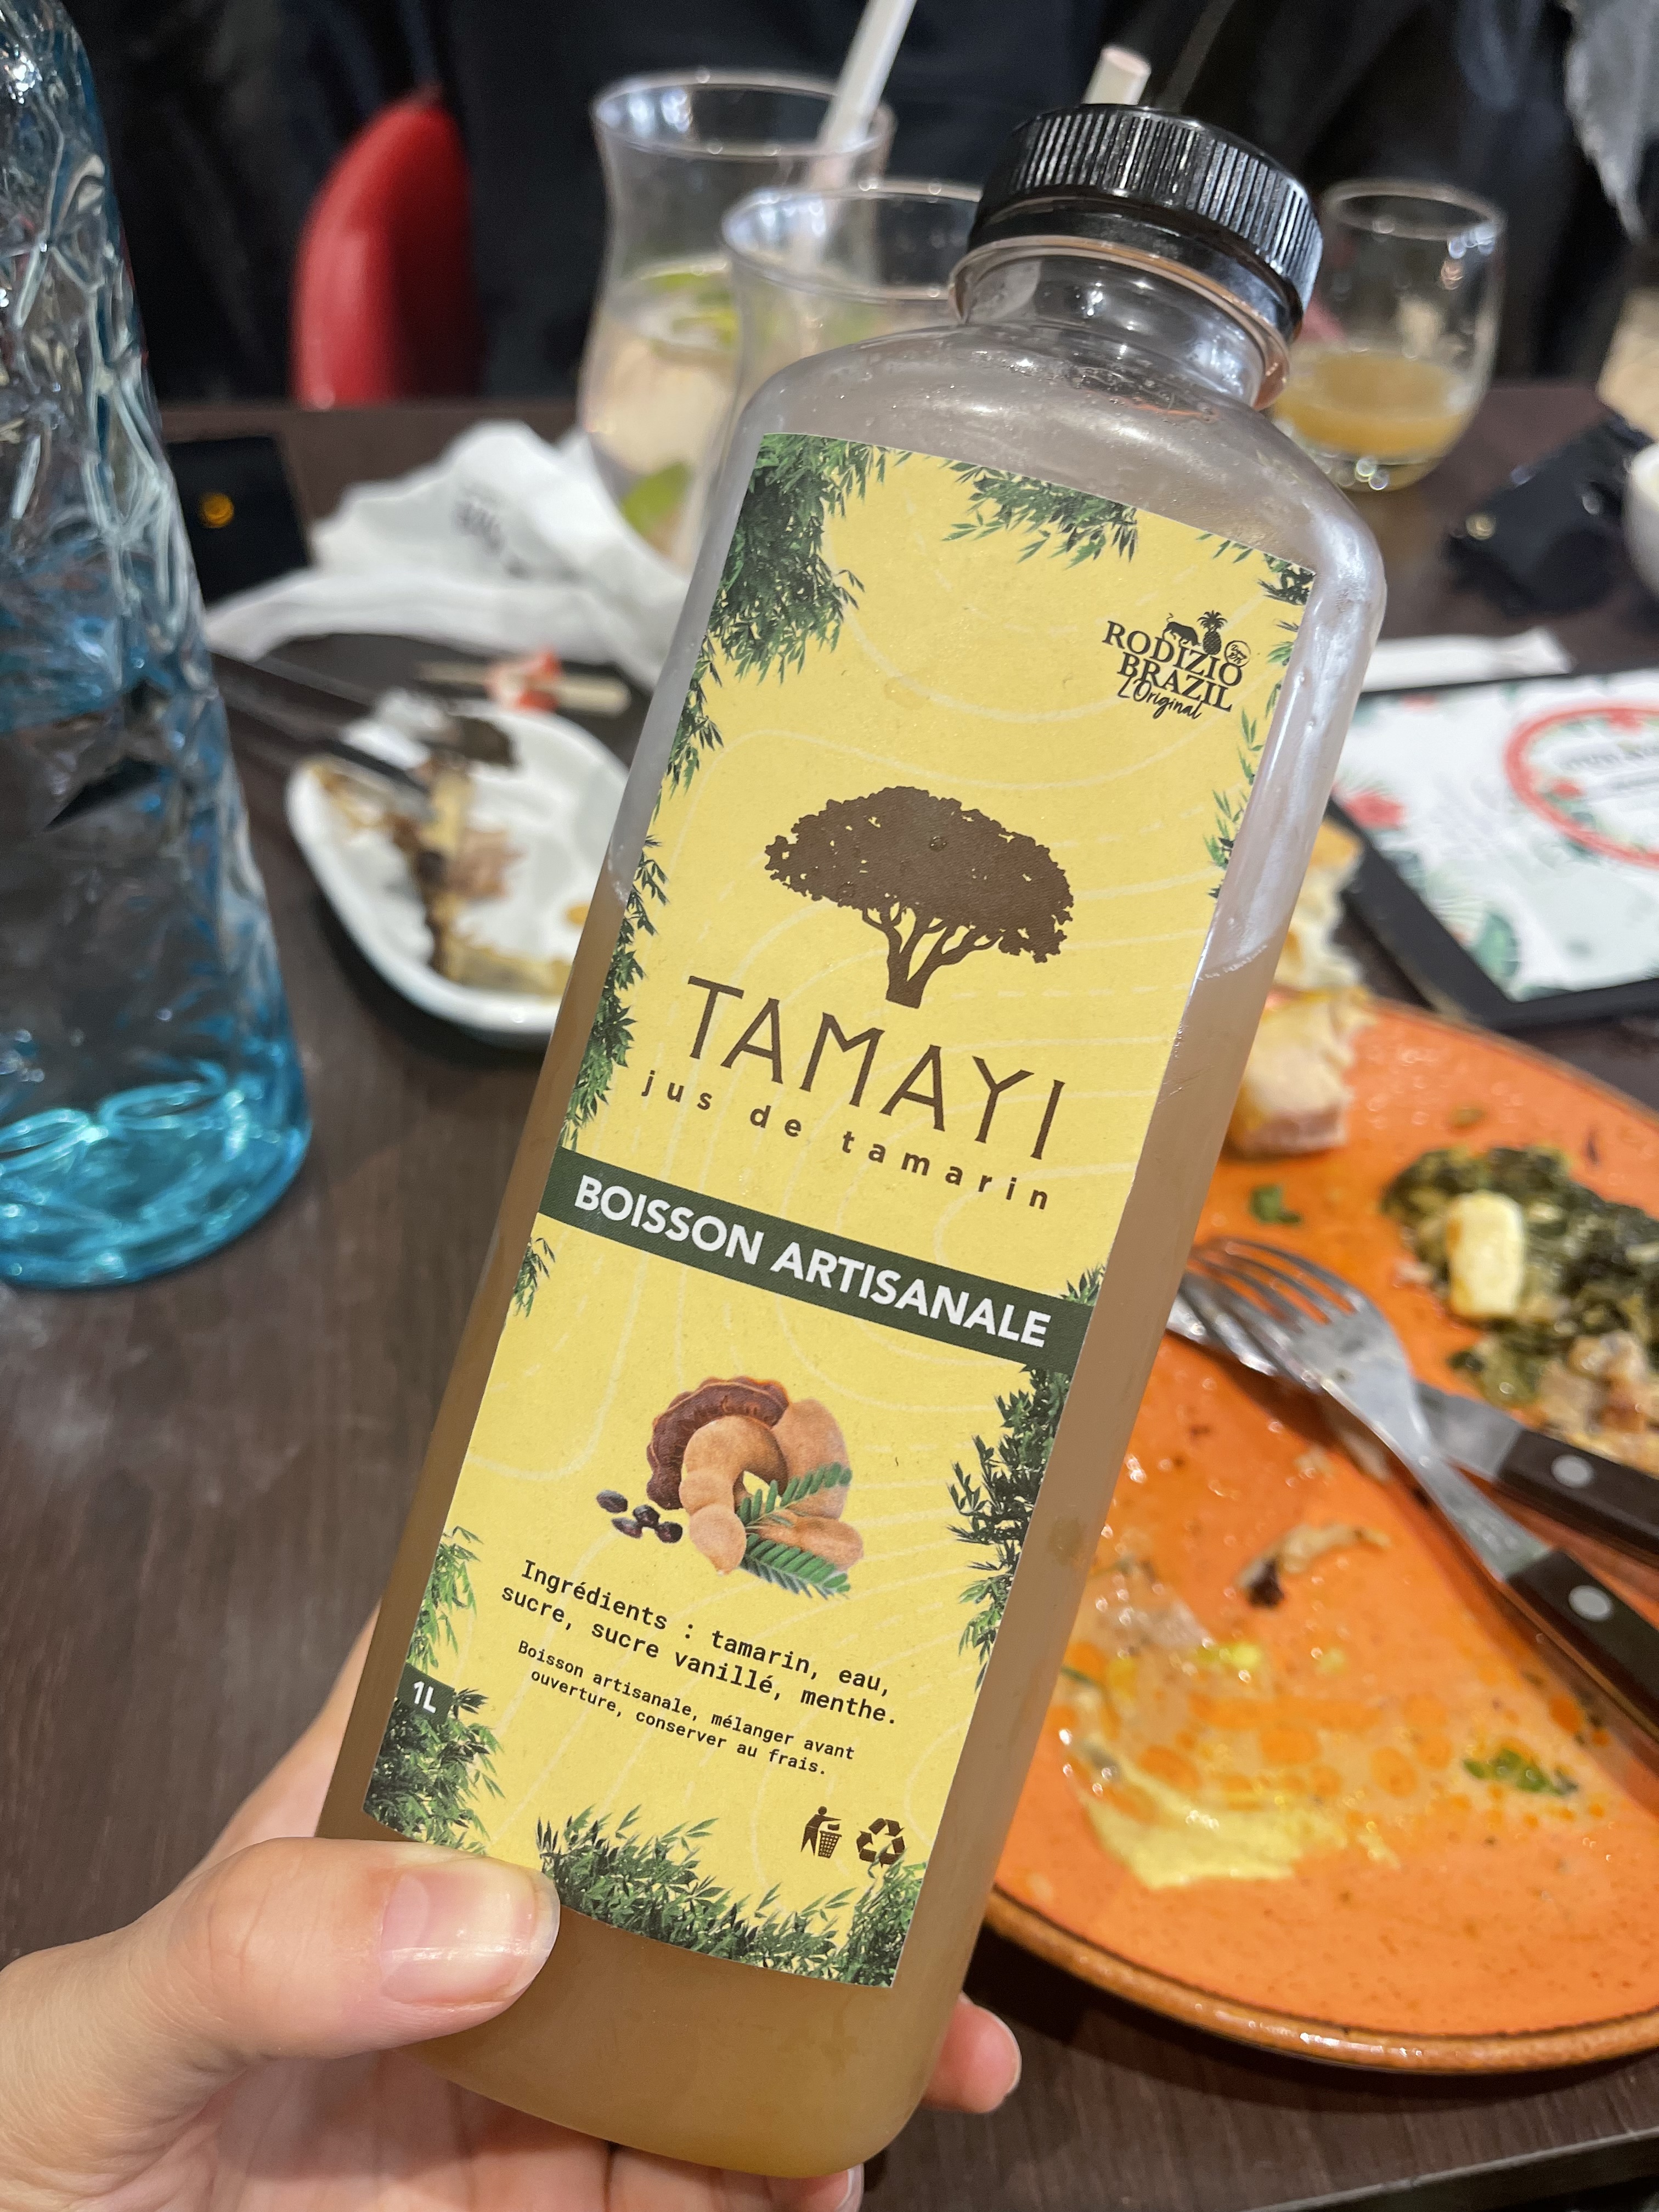 RODIZIO
BRAZIL
L'Original
TAMAYI
jus de tamarin
BOISSON ARTISANALE
Ingrédients : tamarin, eau,
sucre, sucre vanillé, menthe.
Boisson artisanale, mélanger avant
ouverture, conserver au frais.
1L